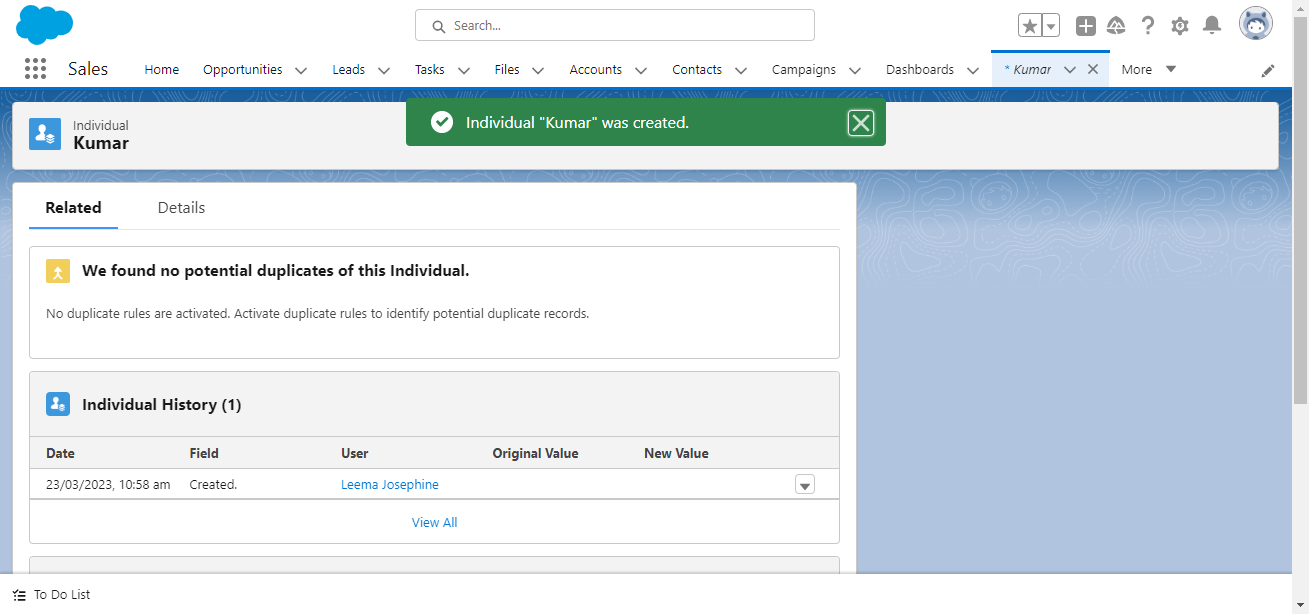 Search...
Sales Home Opportunities Leads Tasks Files Accounts Contacts Campaigns Dashboards * Kumar More
Individual "Kumar" was created.
Individual
Kumar
Related Details
We found no potential duplicates of this Individual.
No duplicate rules are activated. Activate duplicate rules to identify potential duplicate records.
Individual History (1)
Date Field User Original Value New Value
23/03/2023, 10:58 am Created. Leema Josephine
View All
To Do List